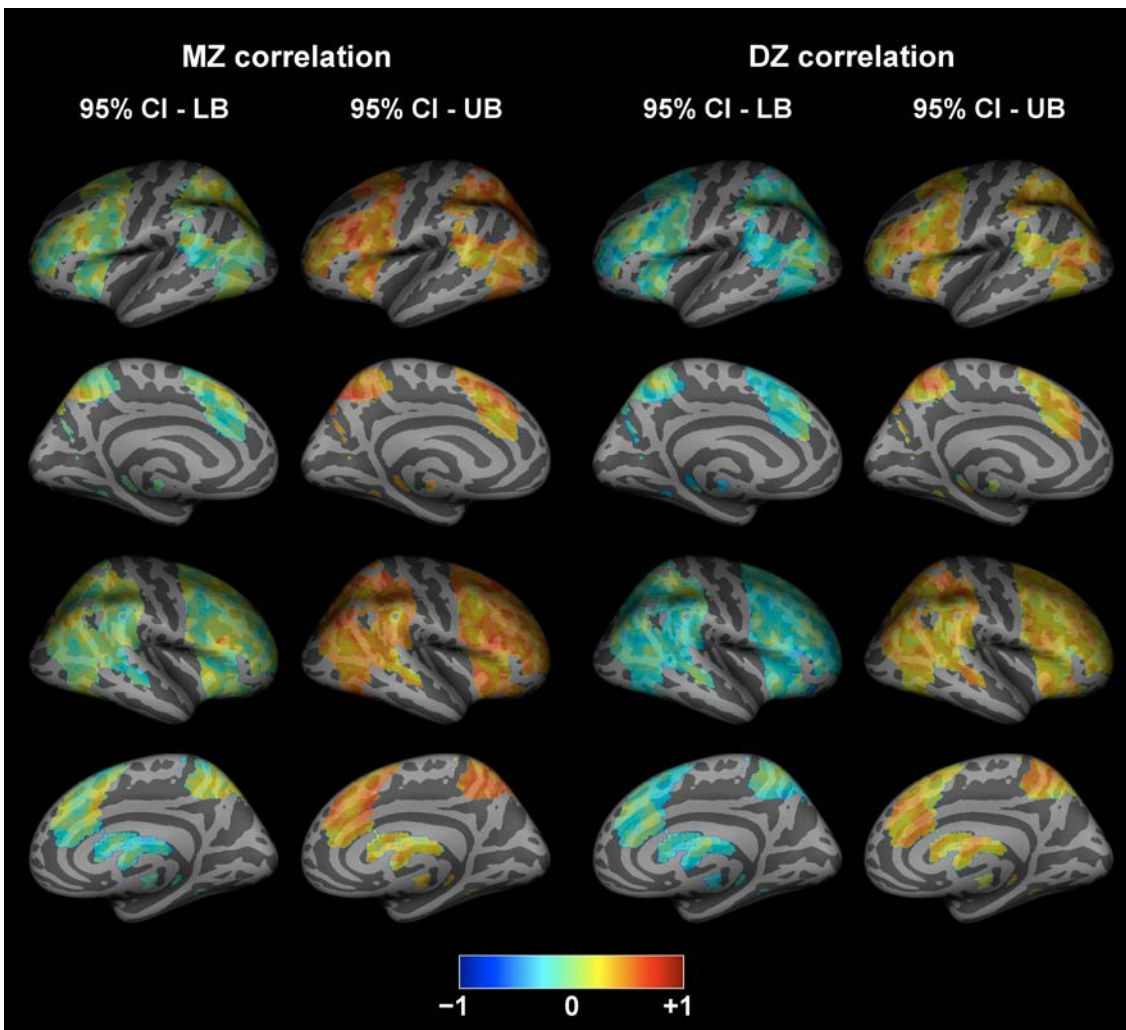 MZ correlation DZ correlation
95% CI - LB 95% CI - UB 95% CI - LB 95% CI - UB
−1 0 +1